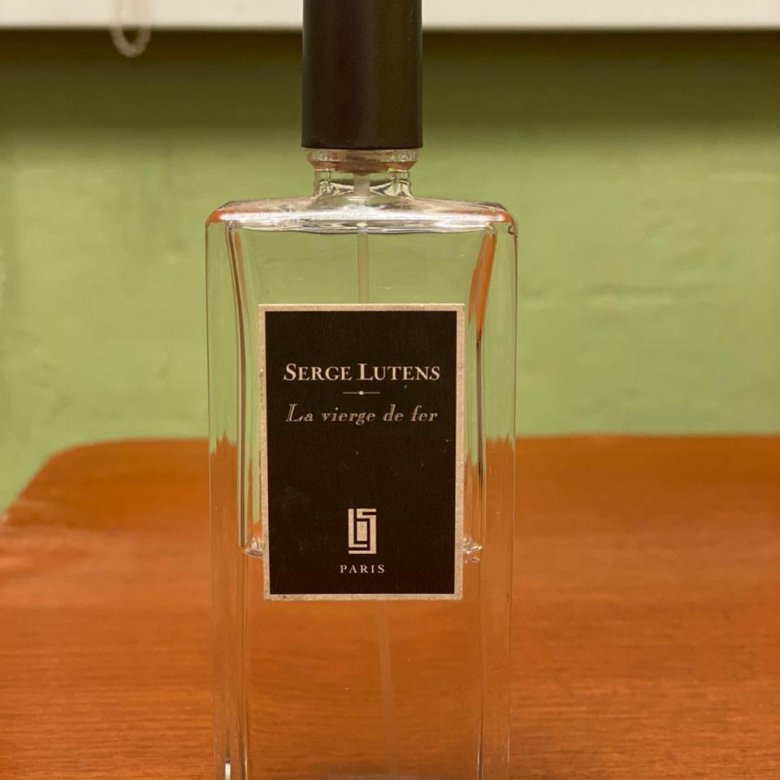 SERGE LUTENS
La vierge de fer
PARIS